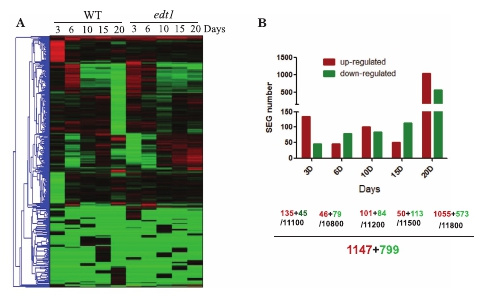 A
WT edt1
3 6 10 15 20 3 6 10 15 20 Days
B
up-regulated
down-regulated
SEG number
1500
1000
500
150
100
50
0
3D 6D 10D 15D 20D
Days
135+45 46+79 101+84 50+113 1055+573
/11100 /10800 /11200 /11500 /11800
1147+799